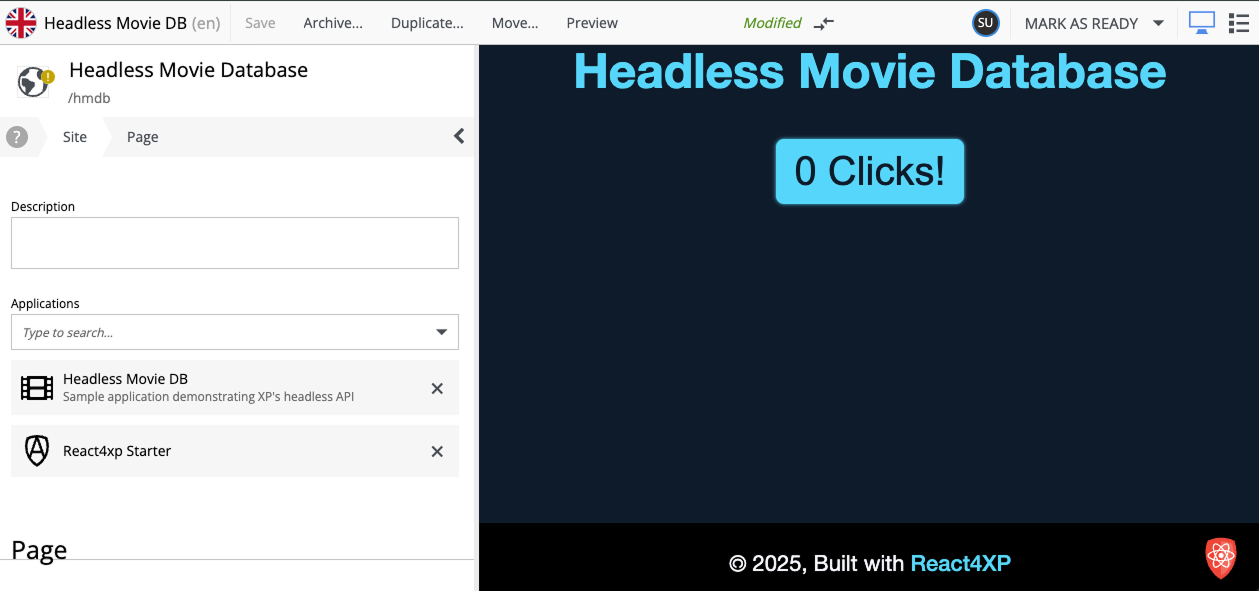 Headless Movie DB (en) Save Archive... Duplicate... Move... Preview Modified SU MARK AS READY
Headless Movie Database
/hmdb
? Site Page
Description
Applications
Type to search...
Headless Movie DB
Sample application demonstrating XP's headless API
React4xp Starter
Page
Headless Movie Database
0 Clicks!
© 2025, Built with React4XP